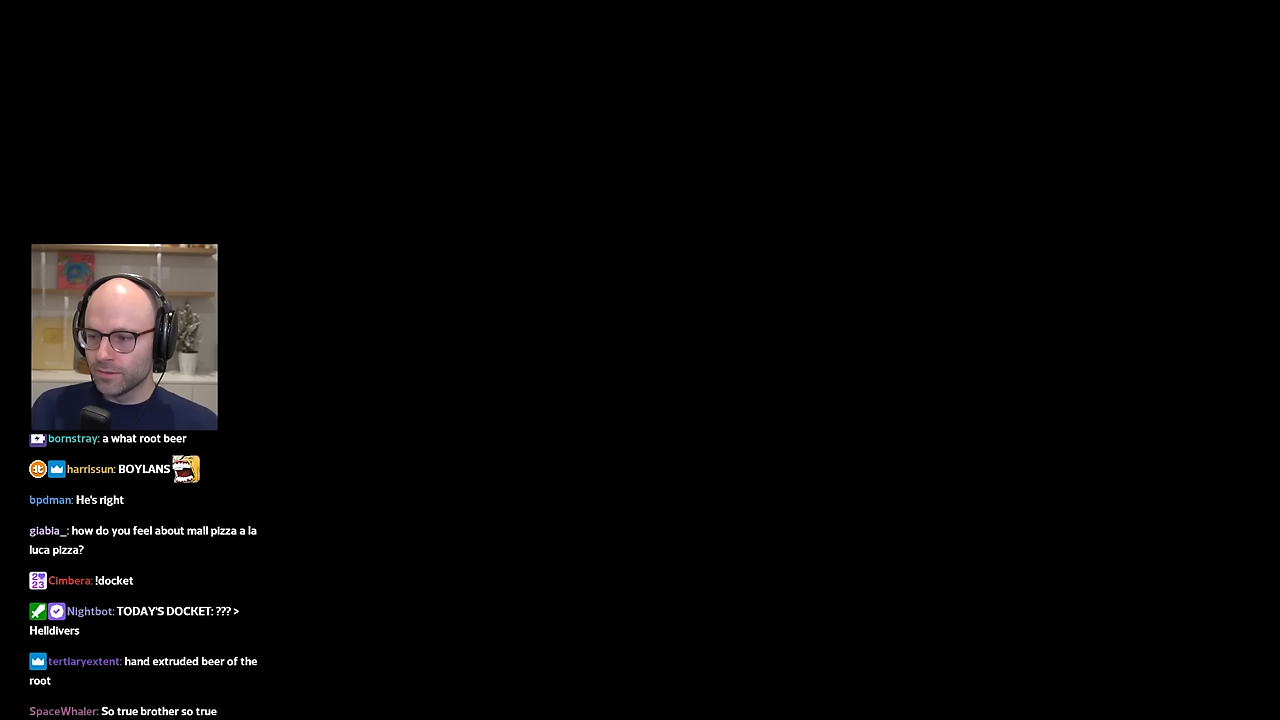 bornstray: a what root beer
harrissun: BOYLANS
bpdman: He's right
giabia_: how do you feel about mall pizza a la
luca pizza?
Cimbera: !docket
Nightbot: TODAY'S DOCKET: ??? >
Helldivers
tertiaryextent: hand extruded beer of the
root
SpaceWhaler: So true brother so true